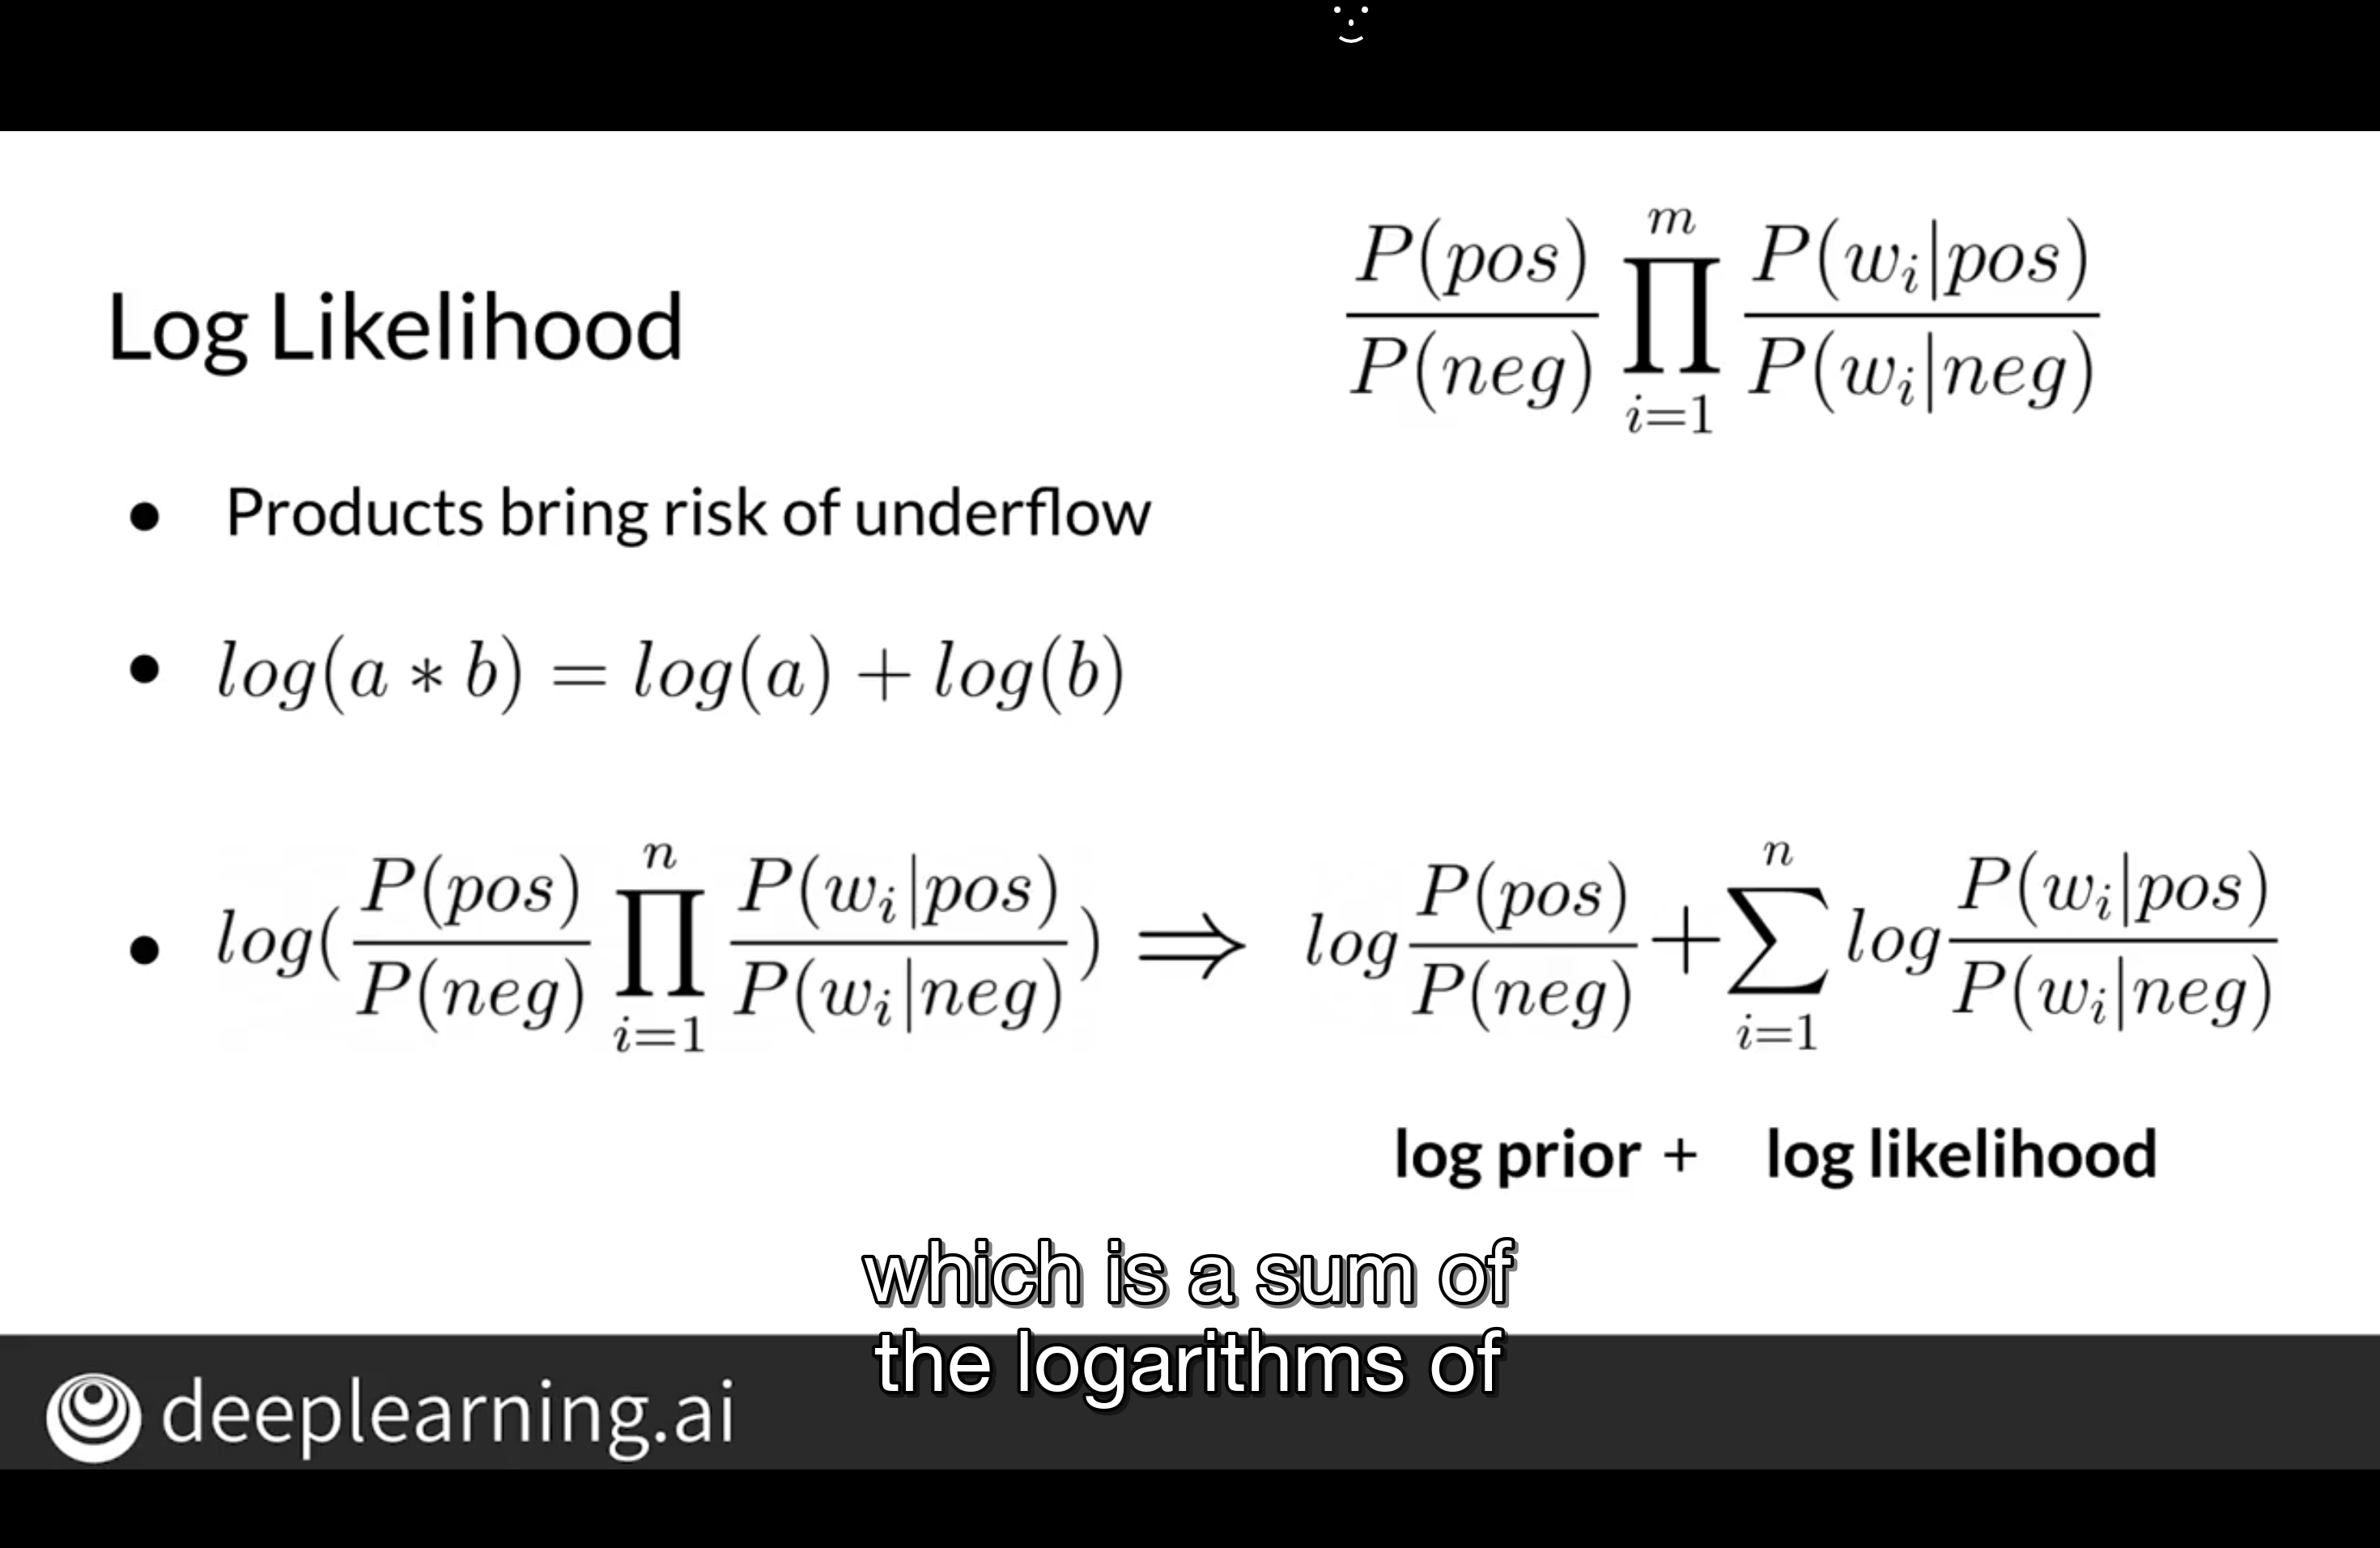 Log Likelihood
P(pos)/P(neg) ∏_{i=1}^{m} P(w_i|pos)/P(w_i|neg)
● Products bring risk of underflow
● log(a * b) = log(a) + log(b)
● log( P(pos)/P(neg) ∏_{i=1}^{n} P(w_i|pos)/P(w_i|neg) ) ⇒ log P(pos)/P(neg) + ∑_{i=1}^{n} log P(w_i|pos)/P(w_i|neg)
log prior + log likelihood
which is a sum of
the logarithms of
deeplearning.ai